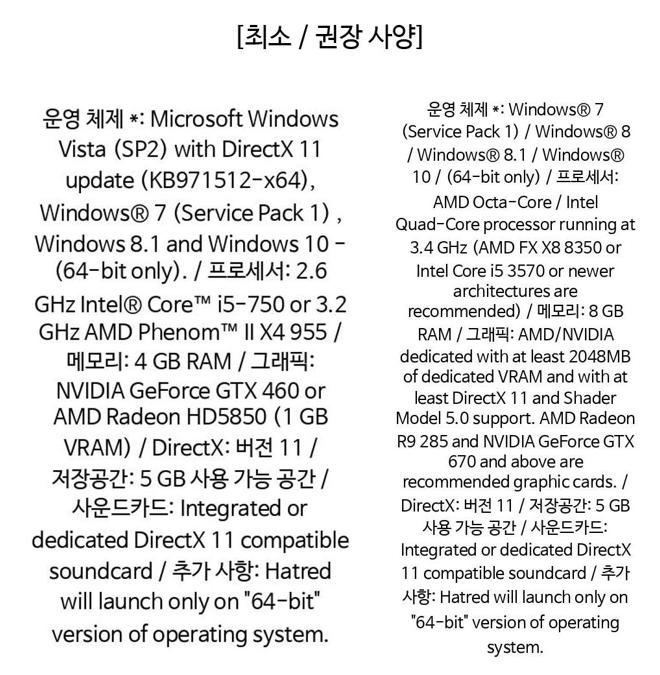 [최소 / 권장 사양]
운영 체제 *: Microsoft Windows
Vista (SP2) with DirectX 11
update (KB971512-x64),
Windows® 7 (Service Pack 1) ,
Windows 8.1 and Windows 10 -
(64-bit only). / 프로세서: 2.6
GHz Intel® Core™ i5-750 or 3.2
GHz AMD Phenom™ II X4 955 /
메모리: 4 GB RAM / 그래픽:
NVIDIA GeForce GTX 460 or
AMD Radeon HD5850 (1 GB
VRAM) / DirectX: 버전 11 /
저장공간: 5 GB 사용 가능 공간 /
사운드카드: Integrated or
dedicated DirectX 11 compatible
soundcard / 추가 사항: Hatred
will launch only on "64-bit"
version of operating system.
운영 체제 *: Windows® 7
(Service Pack 1) / Windows® 8
/ Windows® 8.1 / Windows®
10 / (64-bit only) / 프로세서:
AMD Octa-Core / Intel
Quad-Core processor running at
3.4 GHz (AMD FX X8 8350 or
Intel Core i5 3570 or newer
architectures are
recommended) / 메모리: 8 GB
RAM / 그래픽: AMD/NVIDIA
dedicated with at least 2048MB
of dedicated VRAM and with at
least DirectX 11 and Shader
Model 5.0 support. AMD Radeon
R9 285 and NVIDIA GeForce GTX
670 and above are
recommended graphic cards. /
DirectX: 버전 11 / 저장공간: 5 GB
사용 가능 공간 / 사운드카드:
Integrated or dedicated DirectX
11 compatible soundcard / 추가
사항: Hatred will launch only on
"64-bit" version of operating
system.